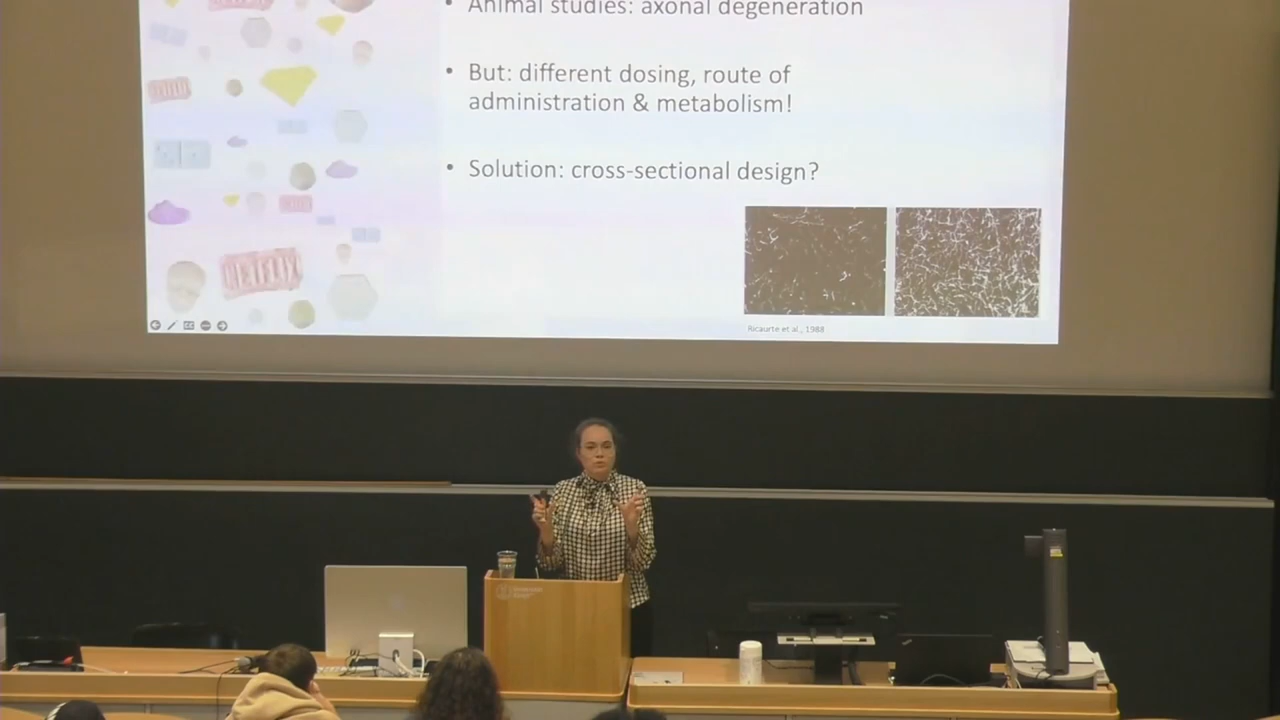 Animal studies: axonal degeneration
But: different dosing, route of
administration & metabolism!
Solution: cross-sectional design?
NETFLIX
Ricaurte et al., 1988